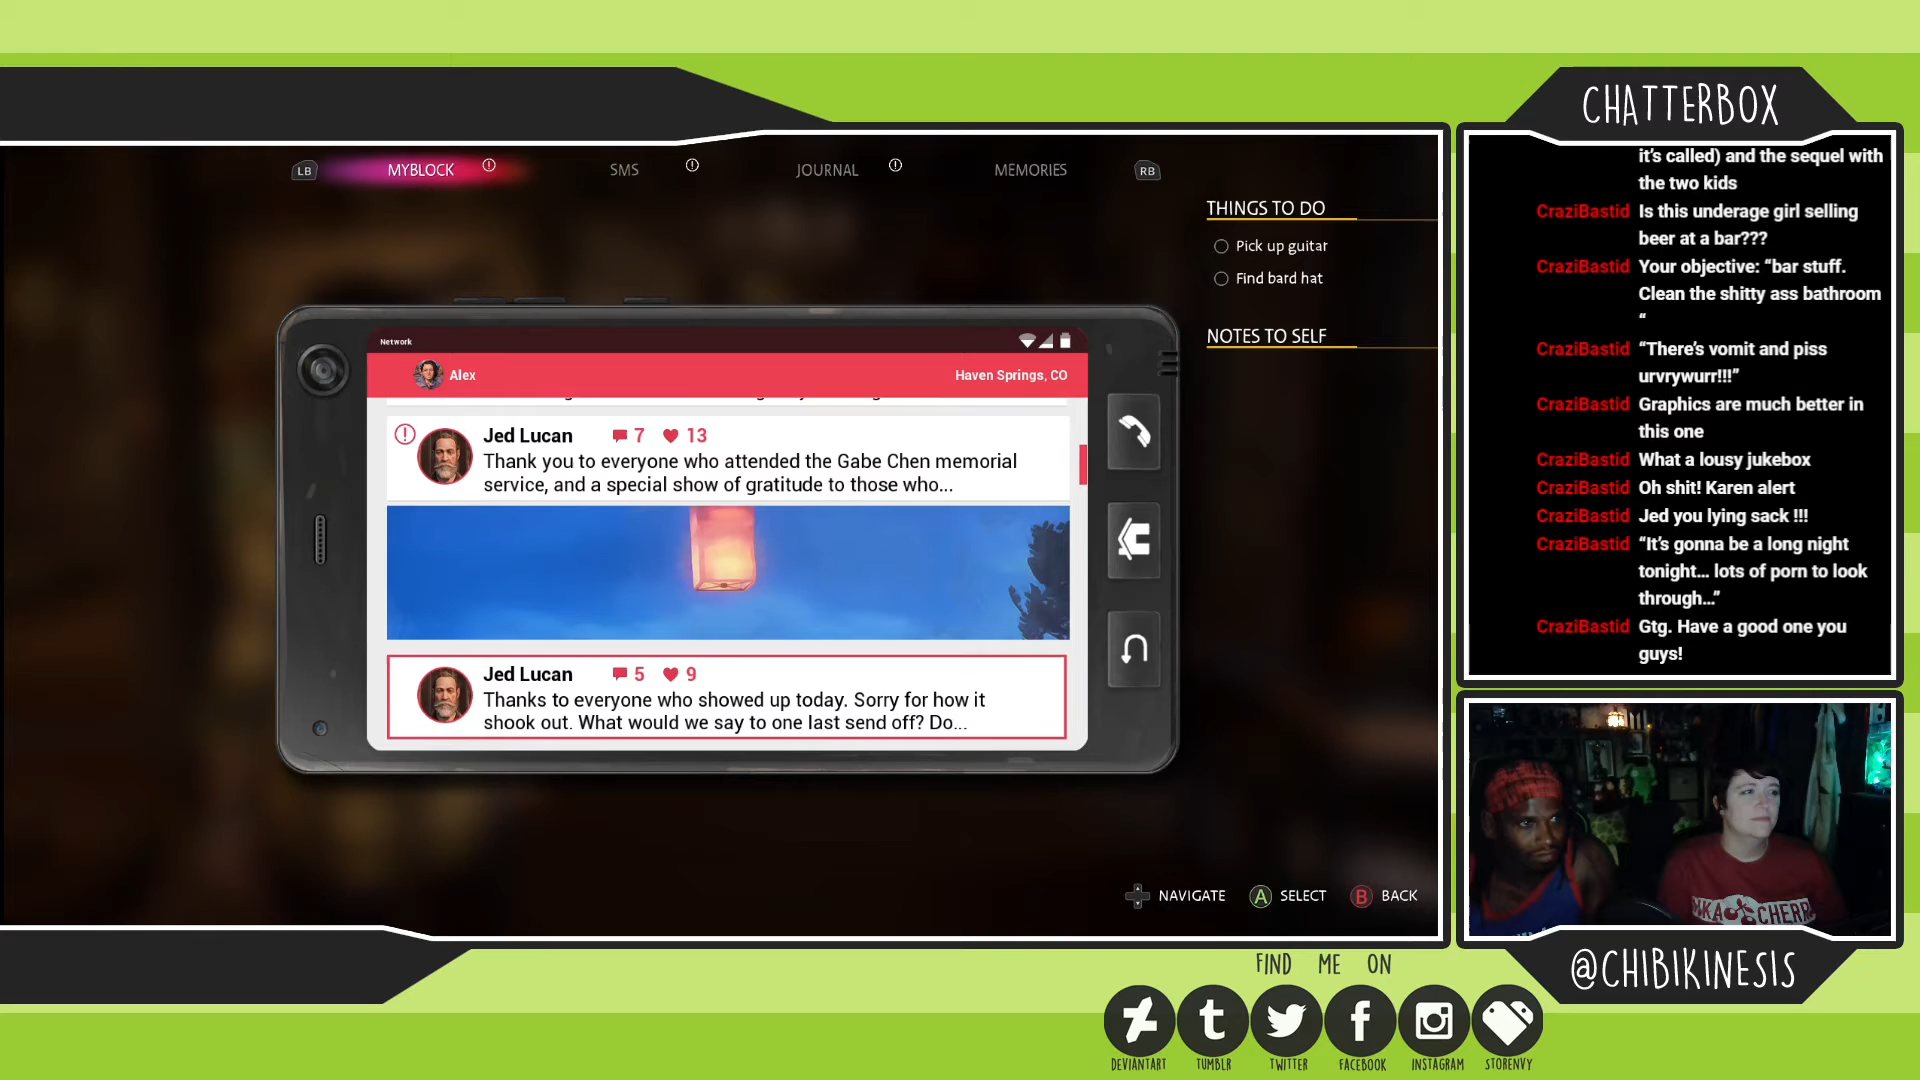 CHATTERBOX
LB
MYBLOCK
SMS
JOURNAL
MEMORIES
RB
THINGS TO DO
Pick up guitar
Find bard hat
NOTES TO SELF
Network
Alex
Haven Springs, CO
Jed Lucan 7 13
Thank you to everyone who attended the Gabe Chen memorial
service, and a special show of gratitude to those who...
Jed Lucan 5 9
Thanks to everyone who showed up today. Sorry for how it
shook out. What would we say to one last send off? Do...
NAVIGATE
A SELECT
B BACK
it's called) and the sequel with
the two kids
CraziBastid Is this underage girl selling
beer at a bar???
CraziBastid Your objective: “bar stuff.
Clean the shitty ass bathroom
“
CraziBastid “There’s vomit and piss
urvrywurr!!!”
CraziBastid Graphics are much better in
this one
CraziBastid What a lousy jukebox
CraziBastid Oh shit! Karen alert
CraziBastid Jed you lying sack !!!
CraziBastid “It’s gonna be a long night
tonight... lots of porn to look
through...”
CraziBastid Gtg. Have a good one you
guys!
@CHIBIKINESIS
FIND ME ON
DEVIANTART
TUMBLR
TWITTER
FACEBOOK
INSTAGRAM
STORENVY